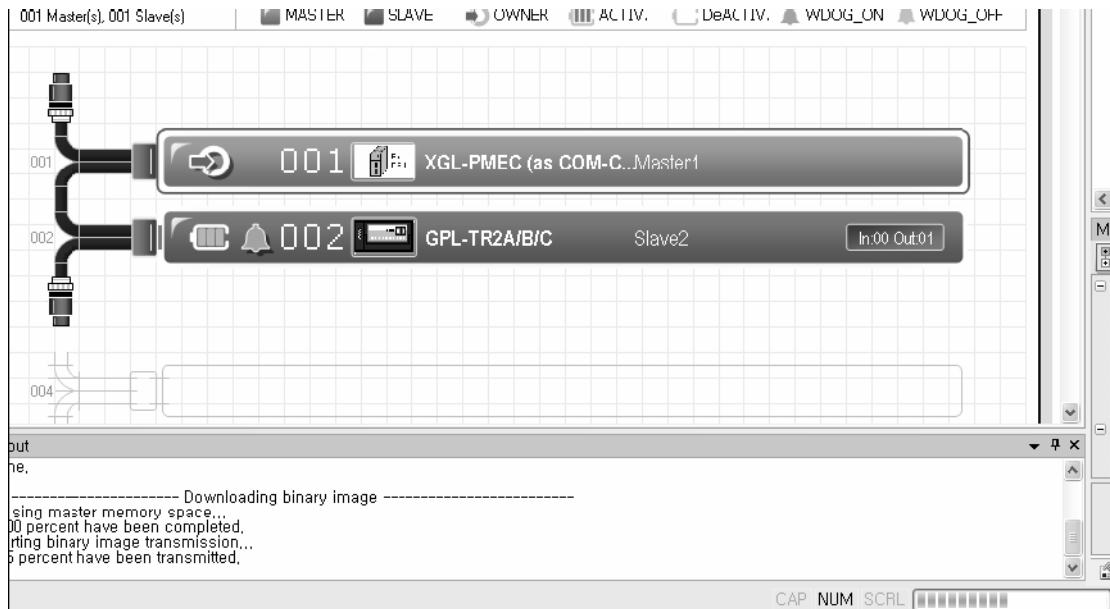 001 Master(s), 001 Slave(s) MASTER SLAVE OWNER ACTIV. DeACTIV. WDOG_ON WDOG_OFF
001 001 XGL-PMEC (as COM-C...Master1
002 002 GPL-TR2A/B/C Slave2 In:00 Out:01
004
out
ne,
---------------------- Downloading binary image -------------------------
sing master memory space,,,
00 percent have been completed,
rting binary image transmission,,,
percent have been transmitted,
CAP NUM SCRL